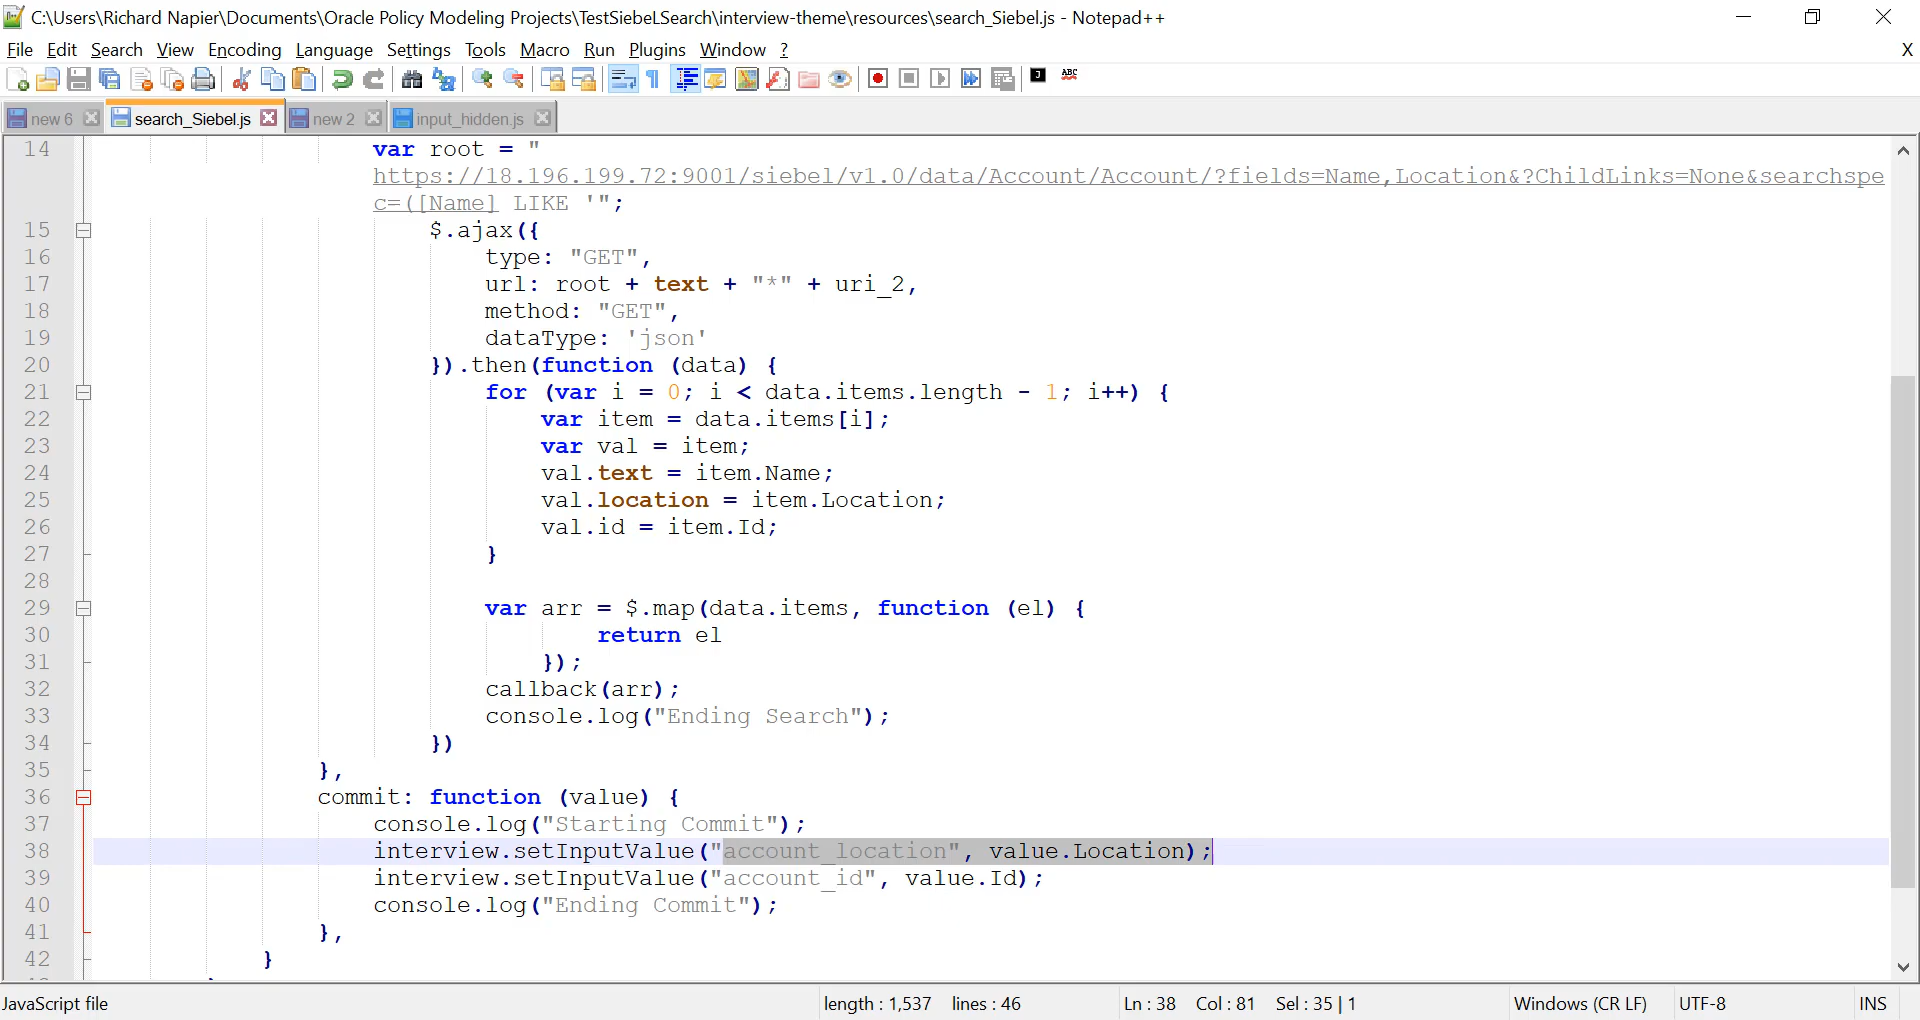 C:\Users\Richard Napier\Documents\Oracle Policy Modeling Projects\TestSiebeLSearch\interview-theme\resources\search_Siebel.js - Notepad++
File Edit Search View Encoding Language Settings Tools Macro Run Plugins Window ? X
ABC
new 6 search_Siebel.js new 2 input_hidden.js
14 var root = "
https://18.196.199.72:9001/siebel/v1.0/data/Account/Account/?fields=Name,Location&?ChildLinks=None&searchspe
c=([Name] LIKE '";
15 $.ajax({
16 type: "GET",
17 url: root + text + "*" + uri_2,
18 method: "GET",
19 dataType: 'json'
20 }).then(function (data) {
21 for (var i = 0; i < data.items.length - 1; i++) {
22 var item = data.items[i];
23 var val = item;
24 val.text = item.Name;
25 val.location = item.Location;
26 val.id = item.Id;
27 }
28
29 var arr = $.map(data.items, function (el) {
30 return el
31 });
32 callback(arr);
33 console.log("Ending Search");
34 })
35 },
36 commit: function (value) {
37 console.log("Starting Commit");
38 interview.setInputValue("account_location", value.Location);
39 interview.setInputValue("account_id", value.Id);
40 console.log("Ending Commit");
41 },
42 }
JavaScript file length : 1,537 lines : 46 Ln : 38 Col : 81 Sel : 35 | 1 Windows (CR LF) UTF-8 INS